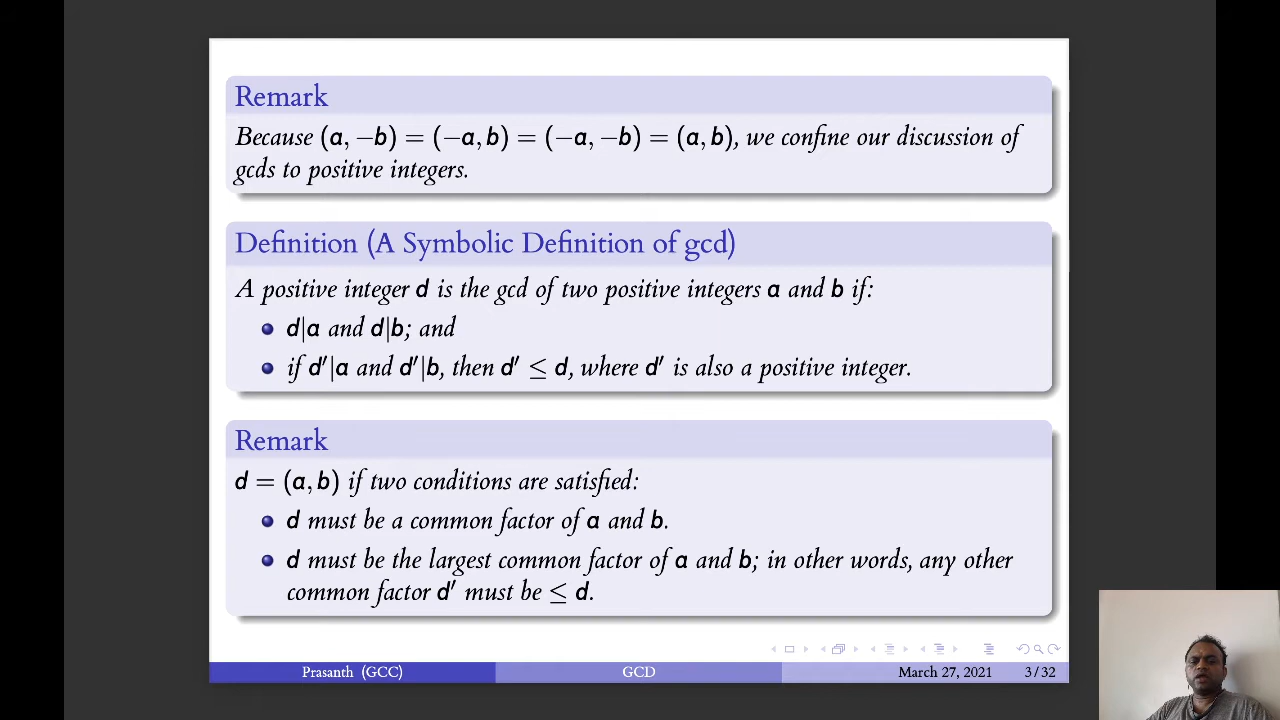 Remark
Because (a, −b) = (−a, b) = (−a, −b) = (a, b), we confine our discussion of
gcds to positive integers.
Definition (A Symbolic Definition of gcd)
A positive integer d is the gcd of two positive integers a and b if:
d|a and d|b; and
if d′|a and d′|b, then d′ ≤ d, where d′ is also a positive integer.
Remark
d = (a, b) if two conditions are satisfied:
d must be a common factor of a and b.
d must be the largest common factor of a and b; in other words, any other
common factor d′ must be ≤ d.
Prasanth (GCC) GCD March 27, 2021 3 / 32